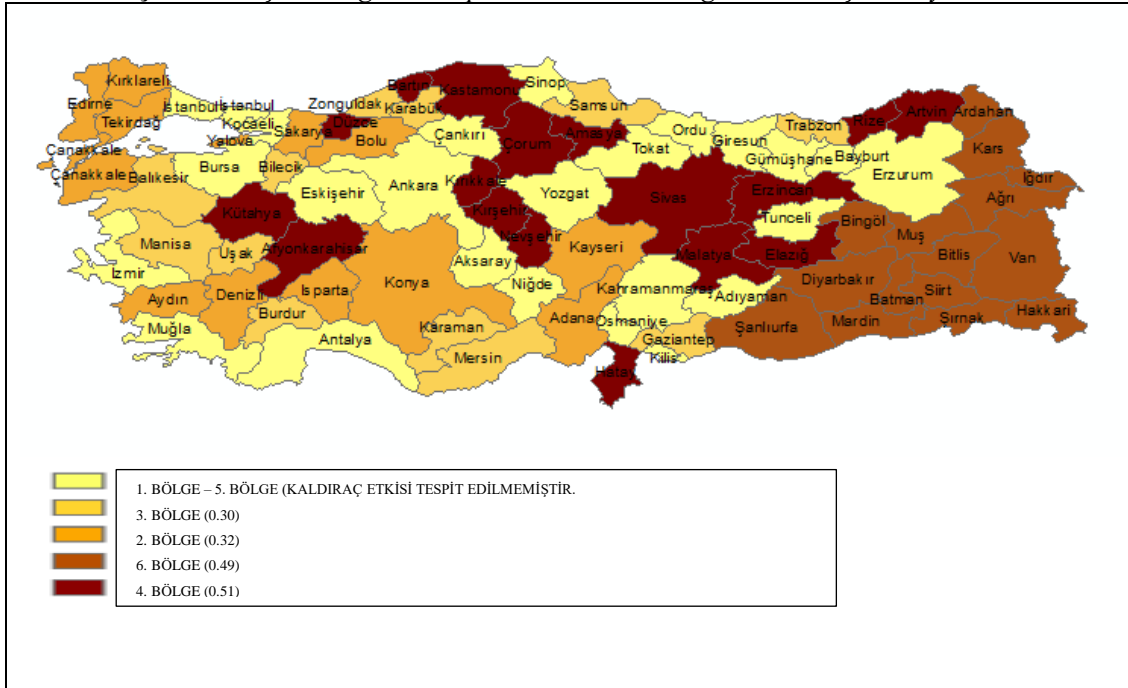 Kırklareli
Edirne
Tekirdağ
İstanbul
İstanbul
Kocaeli
Yalova
Çanakkale
Çanakkale
Balıkesir
Bursa
Bilecik
Sakarya
Düzce
Zonguldak
Bartın
Karabük
Bolu
Kastamonu
Sinop
Çankırı
Samsun
Çorum
Amasya
Tokat
Ordu
Giresun
Trabzon
Gümüşhane
Bayburt
Rize
Artvin
Ardahan
Kars
Iğdır
Ağrı
Erzurum
Erzincan
Tunceli
Bingöl
Muş
Bitlis
Van
Hakkari
Şırnak
Siirt
Batman
Mardin
Diyarbakır
Şanlıurfa
Elazığ
Malatya
Adıyaman
Sivas
Yozgat
Kırıkkale
Kırşehir
Nevşehir
Kayseri
Ankara
Eskişehir
Kütahya
Afyonkarahisar
Manisa
Uşak
İzmir
Aydın
Denizli
Isparta
Burdur
Muğla
Antalya
Konya
Aksaray
Niğde
Karaman
Mersin
Adana
Kahramanmaraş
Osmaniye
Gaziantep
Kilis
Hatay
1. BÖLGE – 5. BÖLGE (KALDIRAÇ ETKİSİ TESPİT EDİLMEMİŞTİR.
3. BÖLGE (0.30)
2. BÖLGE (0.32)
6. BÖLGE (0.49)
4. BÖLGE (0.51)